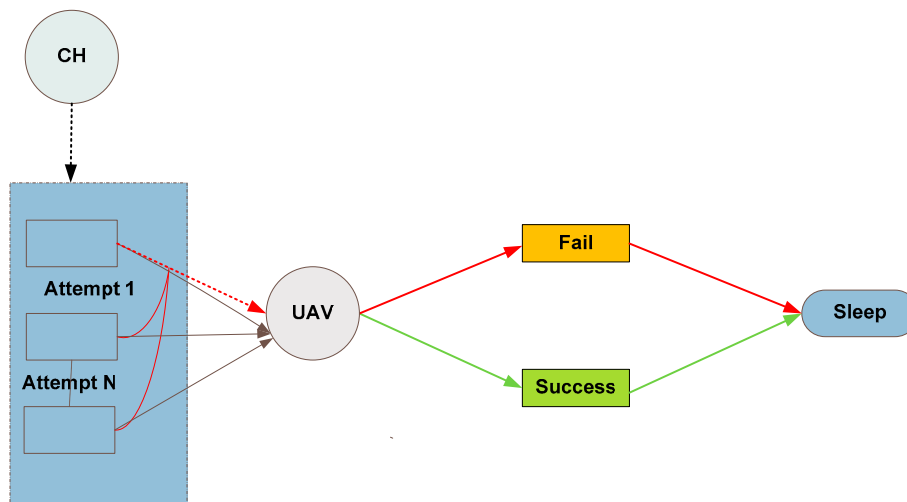 CH
Attempt 1
Attempt N
UAV
Fail
Success
Sleep